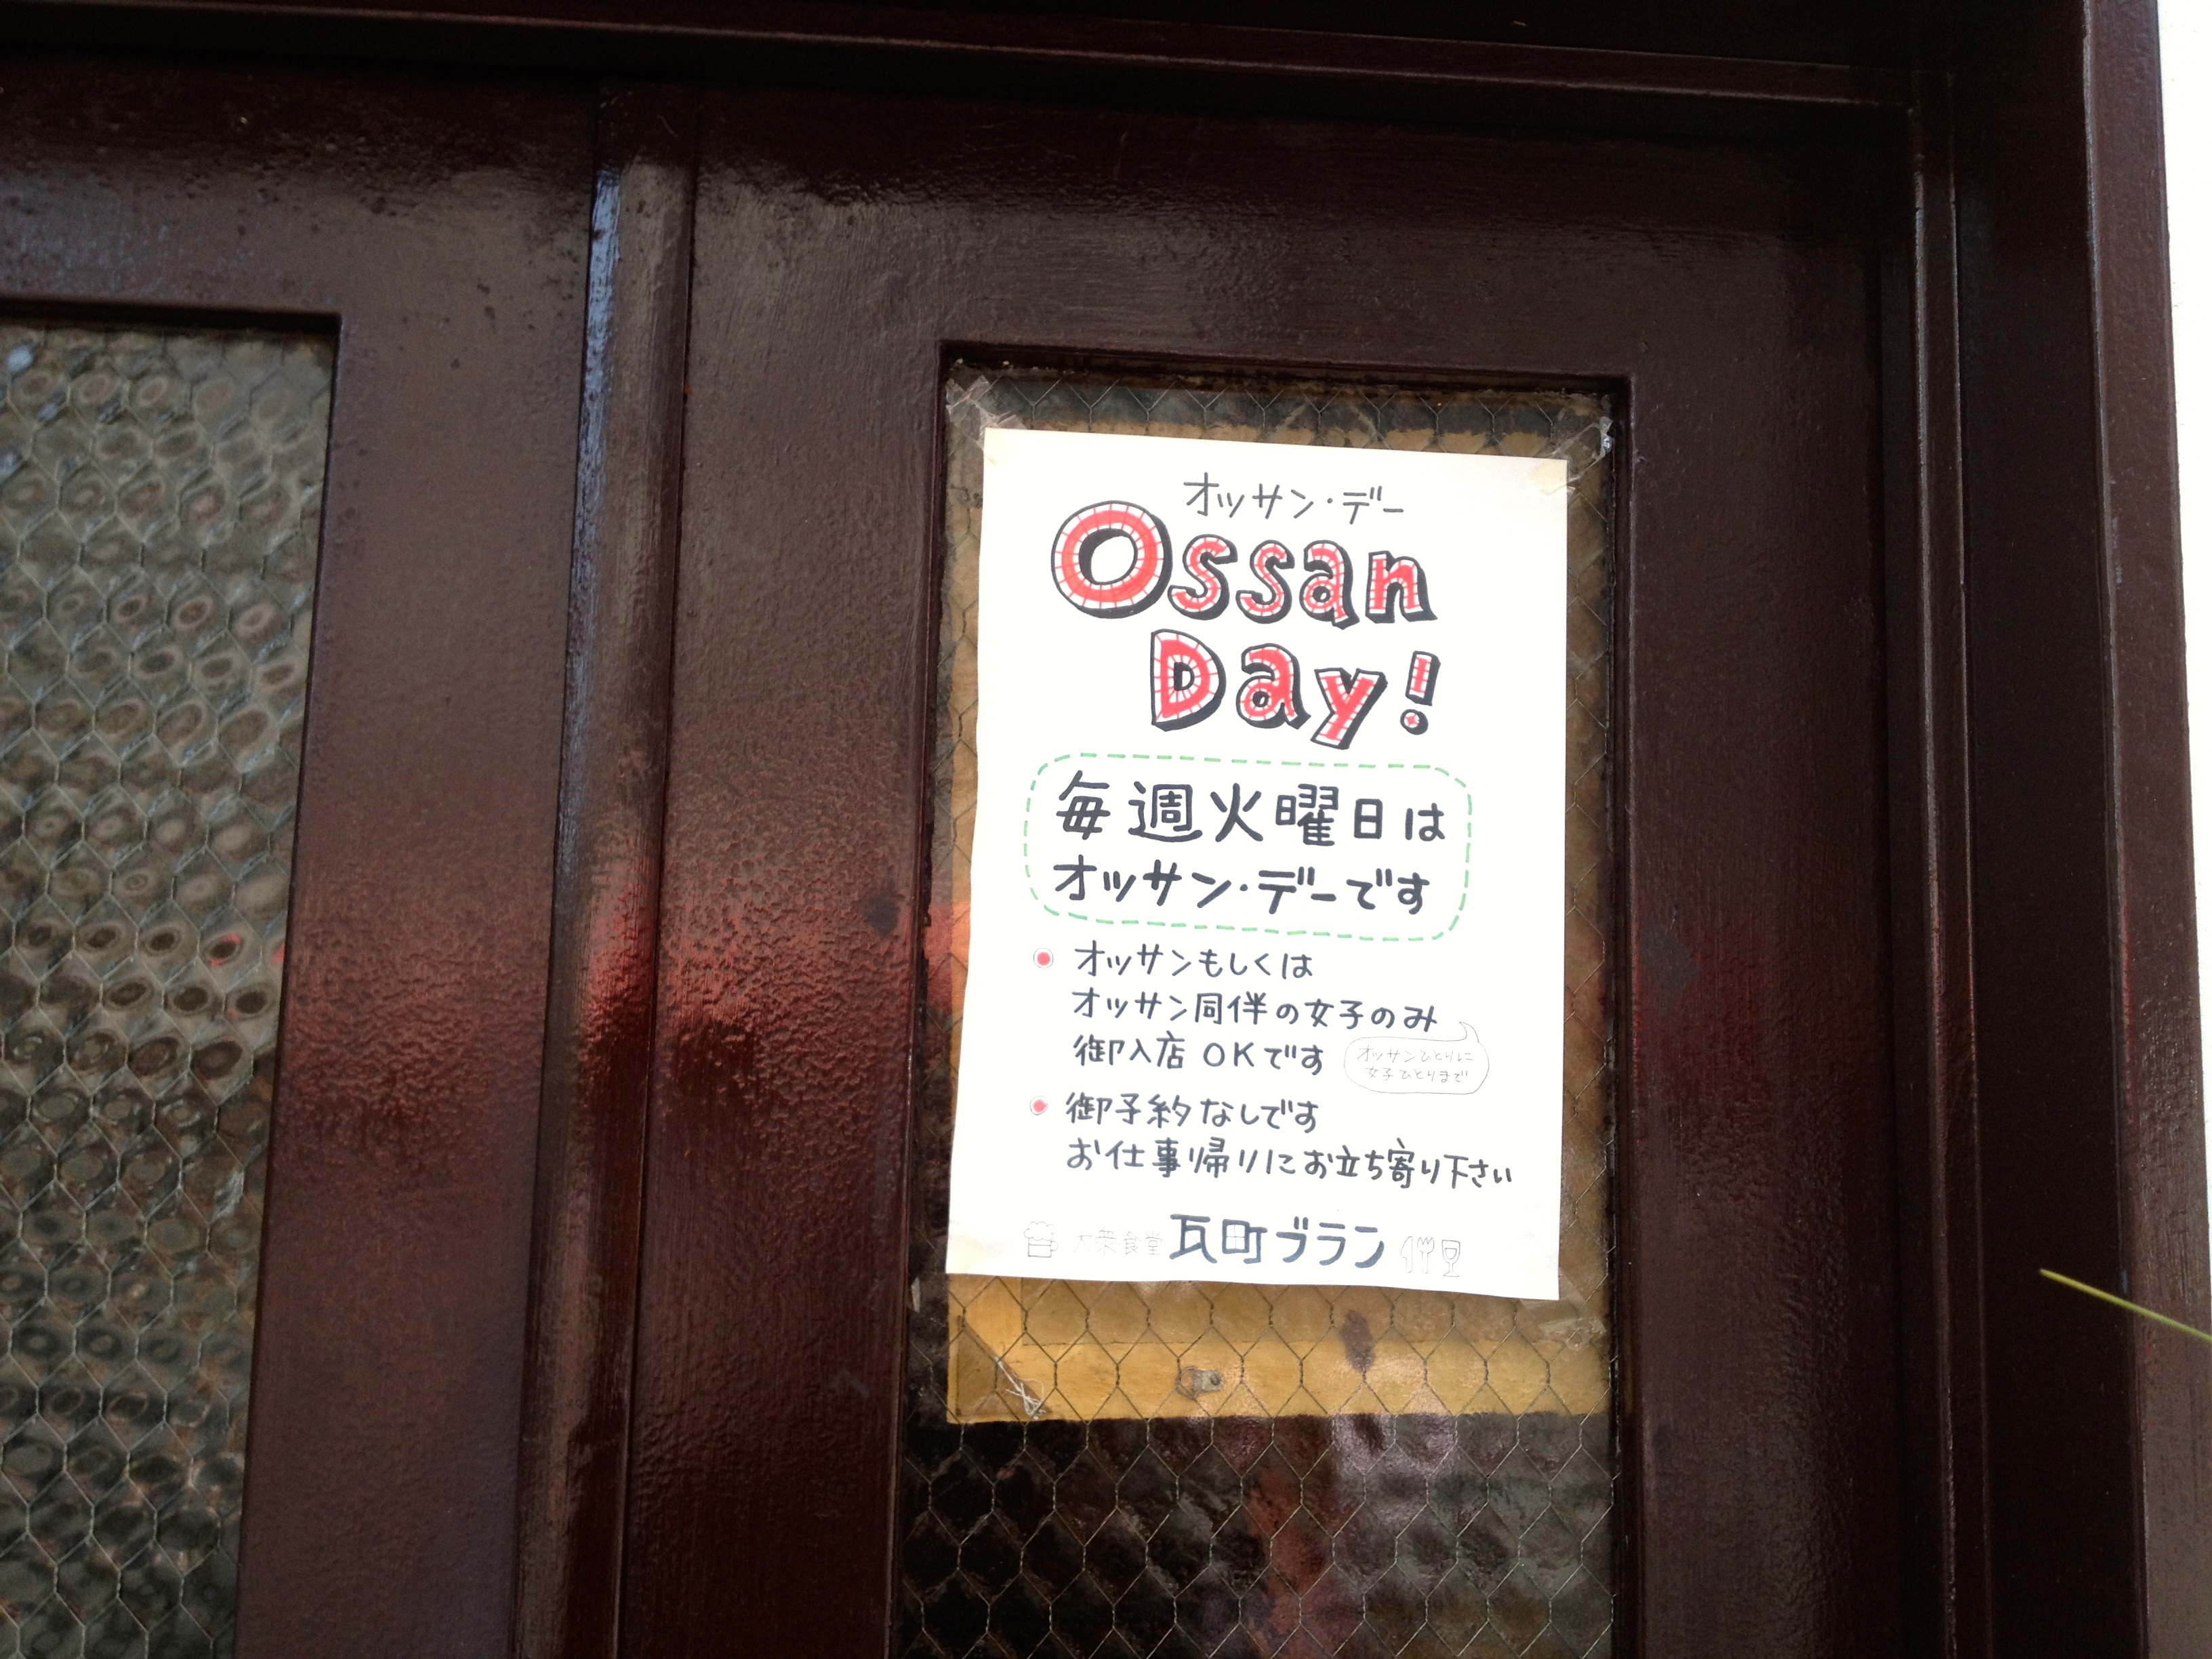 オッサン・デー
Ossan
Day!
毎週火曜日は
オッサン・デーです
オッサンもしくは
オッサン同伴の女子のみ
御入店OKです
オッサンひとりに
女子ひとりまで
御予約なしです
お仕事帰りにお立ち寄り下さい
大衆食堂 瓦町ブラン